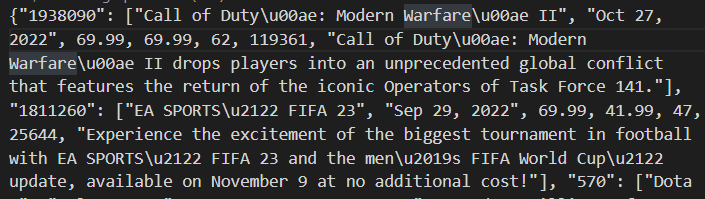 {"1938090": ["Call of Duty\u00ae: Modern Warfare\u00ae II", "Oct 27,
2022", 69.99, 69.99, 62, 119361, "Call of Duty\u00ae: Modern
Warfare\u00ae II drops players into an unprecedented global conflict
that features the return of the iconic Operators of Task Force 141."],
"1811260": ["EA SPORTS\u2122 FIFA 23", "Sep 29, 2022", 69.99, 41.99, 47,
25644, "Experience the excitement of the biggest tournament in football
with EA SPORTS\u2122 FIFA 23 and the men\u2019s FIFA World Cup\u2122
update, available on November 9 at no additional cost!"], "570": ["Dota